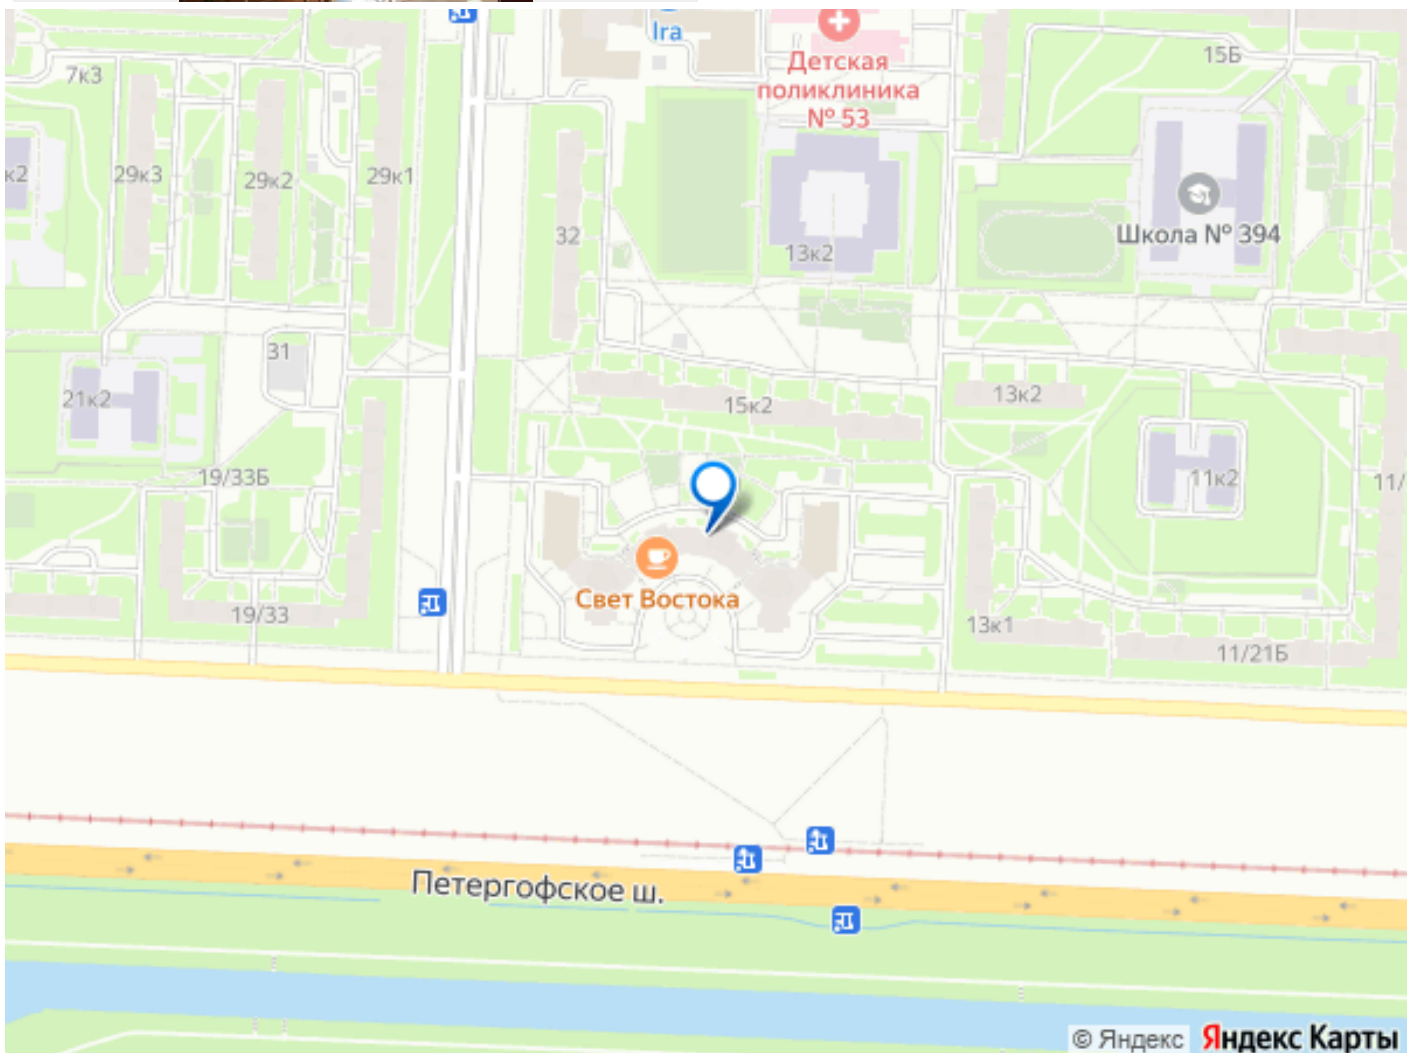 Ira
Детская
поликлиника
№ 53
15Б
7к3
к2
29к3
29к2
29к1
32
13к2
Школа № 394
31
21к2
15к2
13к2
19/33Б
11к2
11/
Свет Востока
19/33
13к1
11/21Б
Петергофское ш.
© Яндекс Яндекс Карты